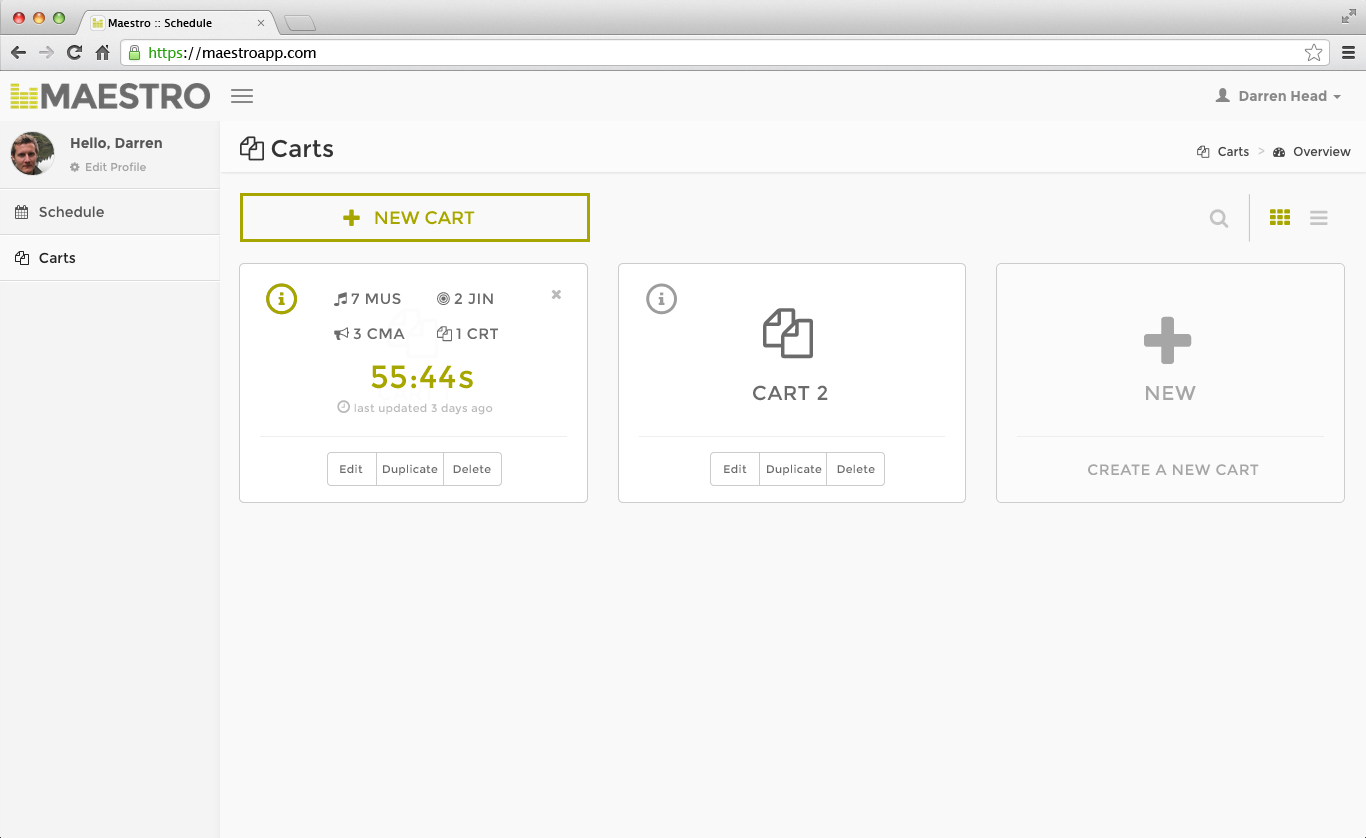 Maestro :: Schedule
https://maestroapp.com
MAESTRO
Darren Head
Hello, Darren
Edit Profile
Schedule
Carts
Carts
Carts > Overview
NEW CART
7 MUS 2 JIN
3 CMA 1 CRT
55:44s
last updated 3 days ago
Edit Duplicate Delete
CART 2
Edit Duplicate Delete
NEW
CREATE A NEW CART